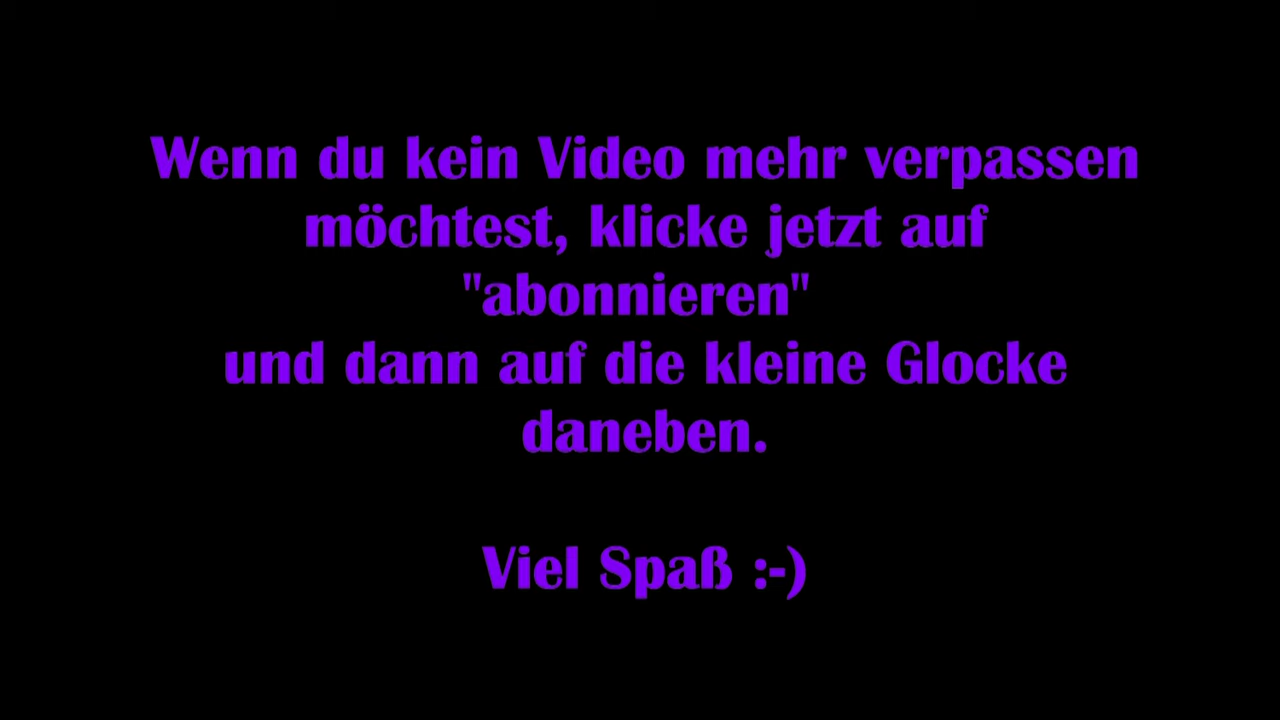 Wenn du kein Video mehr verpassen
möchtest, klicke jetzt auf
"abonnieren"
und dann auf die kleine Glocke
daneben.
Viel Spaß :-)